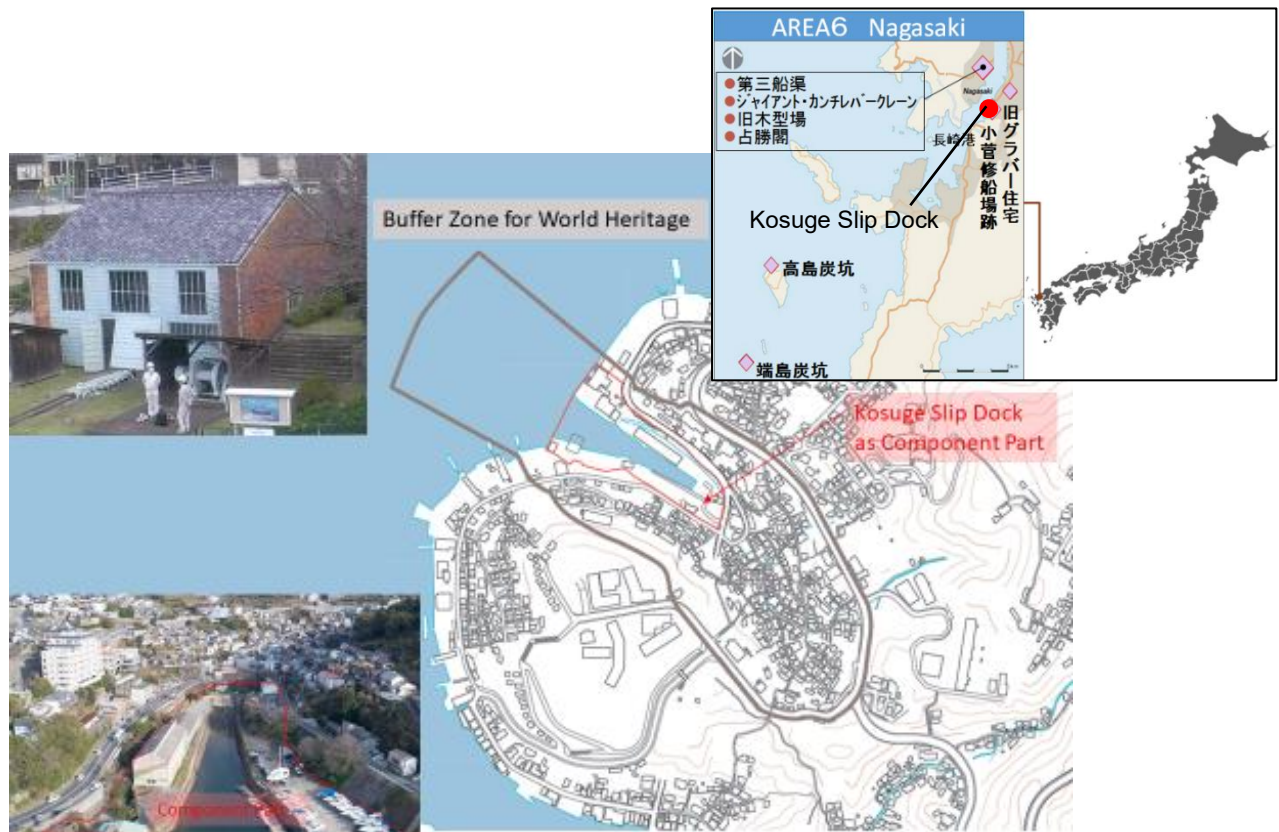 AREA6 Nagasaki
●第三船渠
●ジャイアント・カンチレバークレーン
●旧木型場
●占勝閣
Nagasaki
長崎港
旧グラバー住宅
小菅修船場跡
Kosuge Slip Dock
高島炭坑
端島炭坑
Buffer Zone for World Heritage
Kosuge Slip Dock
as Component Part
Component Part